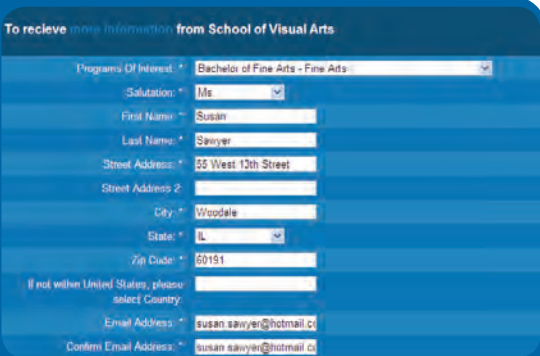 To recieve more information from School of Visual Arts
Programs Of Interest: * Bachelor of Fine Arts - Fine Arts
Salutation: * Ms.
First Name: * Susan
Last Name: * Sawyer
Street Address: * 55 West 13th Street
Street Address 2
City: * Woodale
State: * IL
Zip Code: * 60191
If not within United States, please
select Country:
Email Address: * susan.sawyer@hotmail.co
Confirm Email Address: * susan.sawyer@hotmail.co